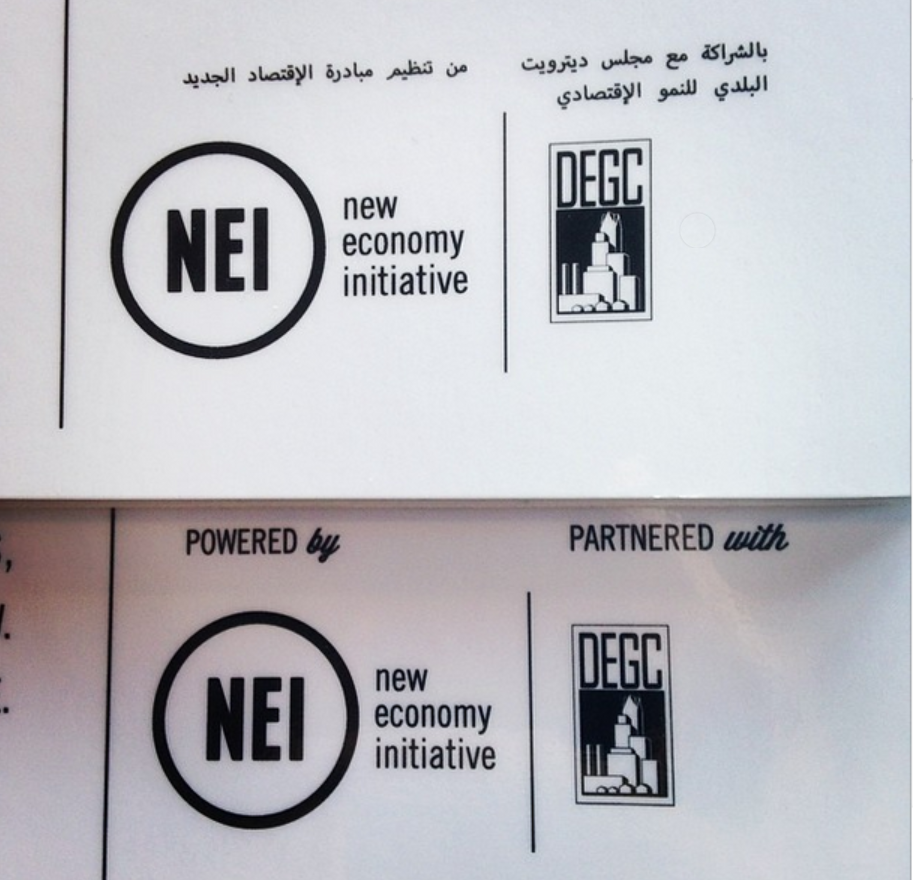 من تنظيم مبادرة الإقتصاد الجديد
بالشراكة مع مجلس ديترويت
البلدي للنمو الإقتصادي
NEI
new
economy
initiative
DEGC
POWERED by
PARTNERED with
NEI
new
economy
initiative
DEGC